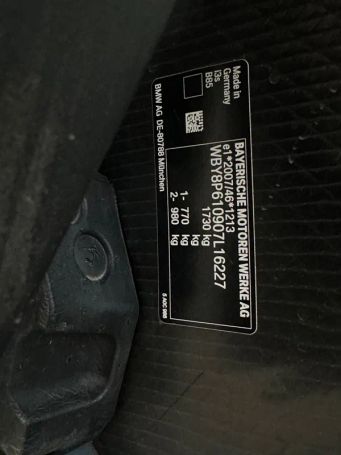 BAYERISCHE MOTOREN WERKE AG
e1*2007/46*1213
WBY8P610907L16227
1730 kg
1- 770 kg
2- 980 kg
Made in
Germany
I3s
B85
BMW AG DE-80788 München